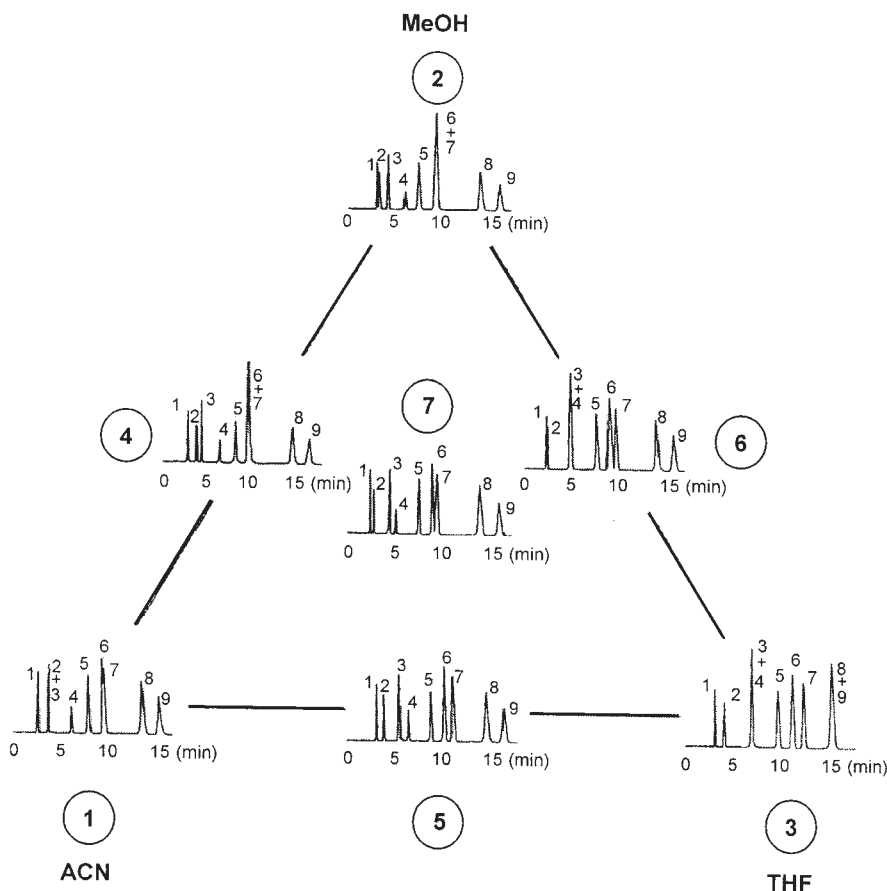 MeOH
2
1 2 3 4 5 6 + 7 8 9
0 5 10 15 (min)
4
1 2 3 4 5 6 + 7 8 9
0 5 10 15 (min)
7
1 2 3 4 5 6 7 8 9
0 5 10 15 (min)
6
1 2 3 + 4 5 6 7 8 9
0 5 10 15 (min)
1 2 + 3 4 5 6 7 8 9
0 5 10 15 (min)
1
ACN
1 2 3 4 5 6 7 8 9
0 5 10 15 (min)
5
1 2 3 + 4 5 6 7 8 + 9
0 5 10 15 (min)
3
THF